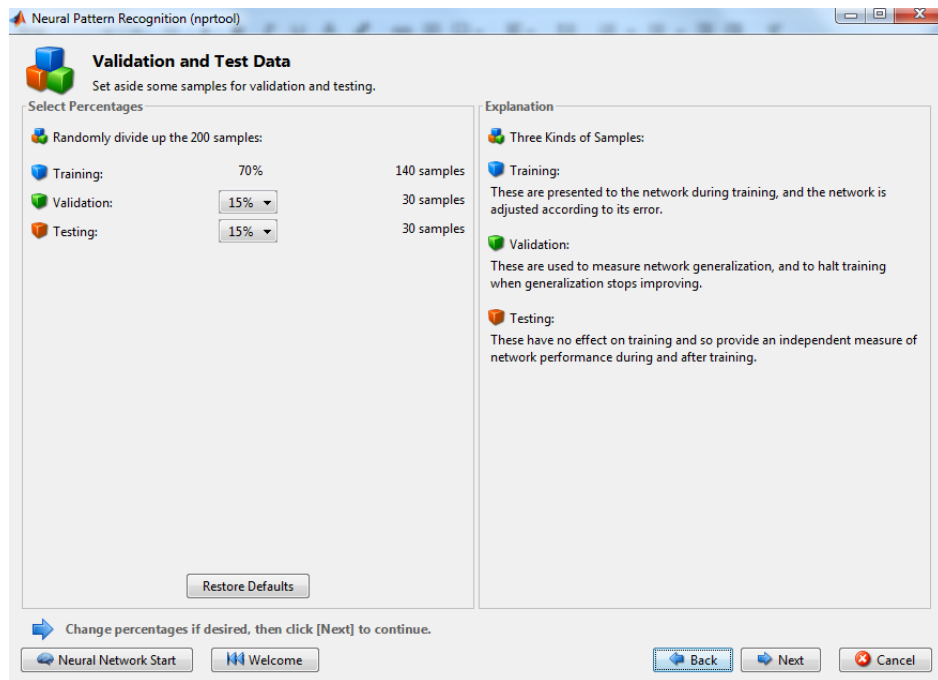 Neural Pattern Recognition (nprtool)
Validation and Test Data
Set aside some samples for validation and testing.
Select Percentages
Randomly divide up the 200 samples:
Training: 70% 140 samples
Validation: 15% 30 samples
Testing: 15% 30 samples
Restore Defaults
Explanation
Three Kinds of Samples:
Training:
These are presented to the network during training, and the network is
adjusted according to its error.
Validation:
These are used to measure network generalization, and to halt training
when generalization stops improving.
Testing:
These have no effect on training and so provide an independent measure of
network performance during and after training.
Change percentages if desired, then click [Next] to continue.
Neural Network Start Welcome Back Next Cancel